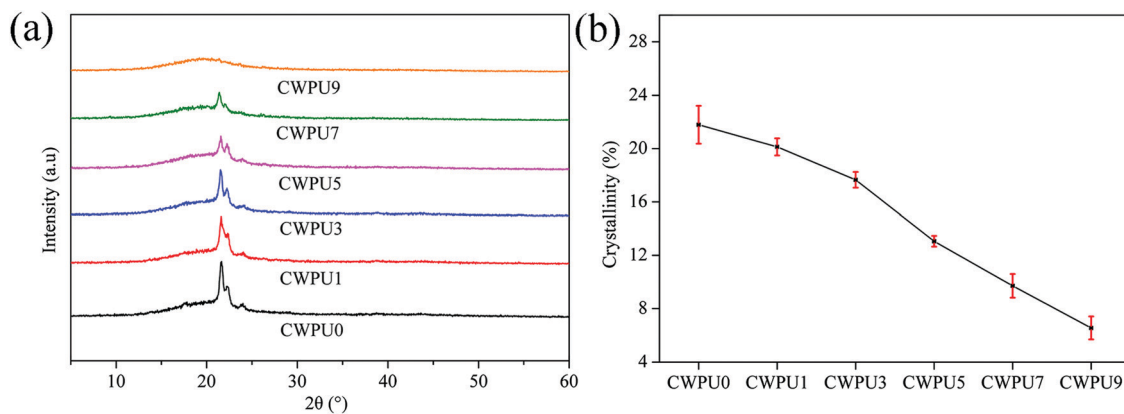 (a)
Intensity (a.u)
CWPU9
CWPU7
CWPU5
CWPU3
CWPU1
CWPU0
10 20 30 40 50 60
2θ (°)
(b)
Crystallinity (%)
28
24
20
16
12
8
4
CWPU0 CWPU1 CWPU3 CWPU5 CWPU7 CWPU9